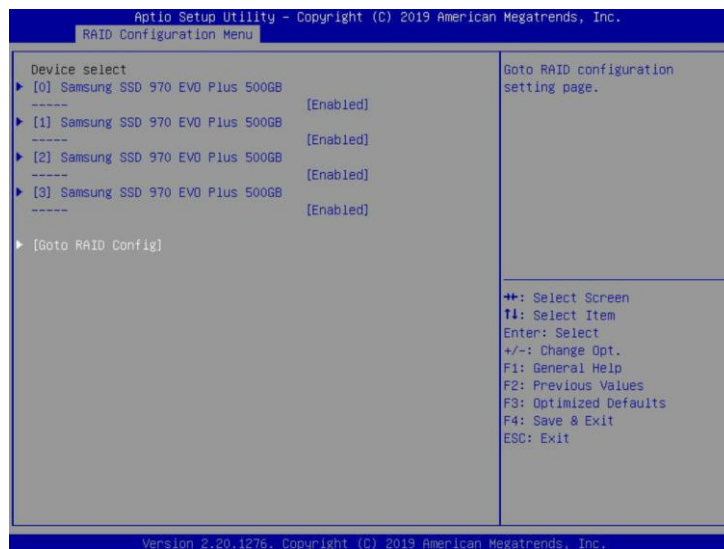 Aptio Setup Utility – Copyright (C) 2019 American Megatrends, Inc.
RAID Configuration Menu
Device select
[0] Samsung SSD 970 EVO Plus 500GB
----- [Enabled]
[1] Samsung SSD 970 EVO Plus 500GB
----- [Enabled]
[2] Samsung SSD 970 EVO Plus 500GB
----- [Enabled]
[3] Samsung SSD 970 EVO Plus 500GB
----- [Enabled]
[Goto RAID Config]
Goto RAID configuration
setting page.
→←: Select Screen
↑↓: Select Item
Enter: Select
+/-: Change Opt.
F1: General Help
F2: Previous Values
F3: Optimized Defaults
F4: Save & Exit
ESC: Exit
Version 2.20.1276. Copyright (C) 2019 American Megatrends, Inc.